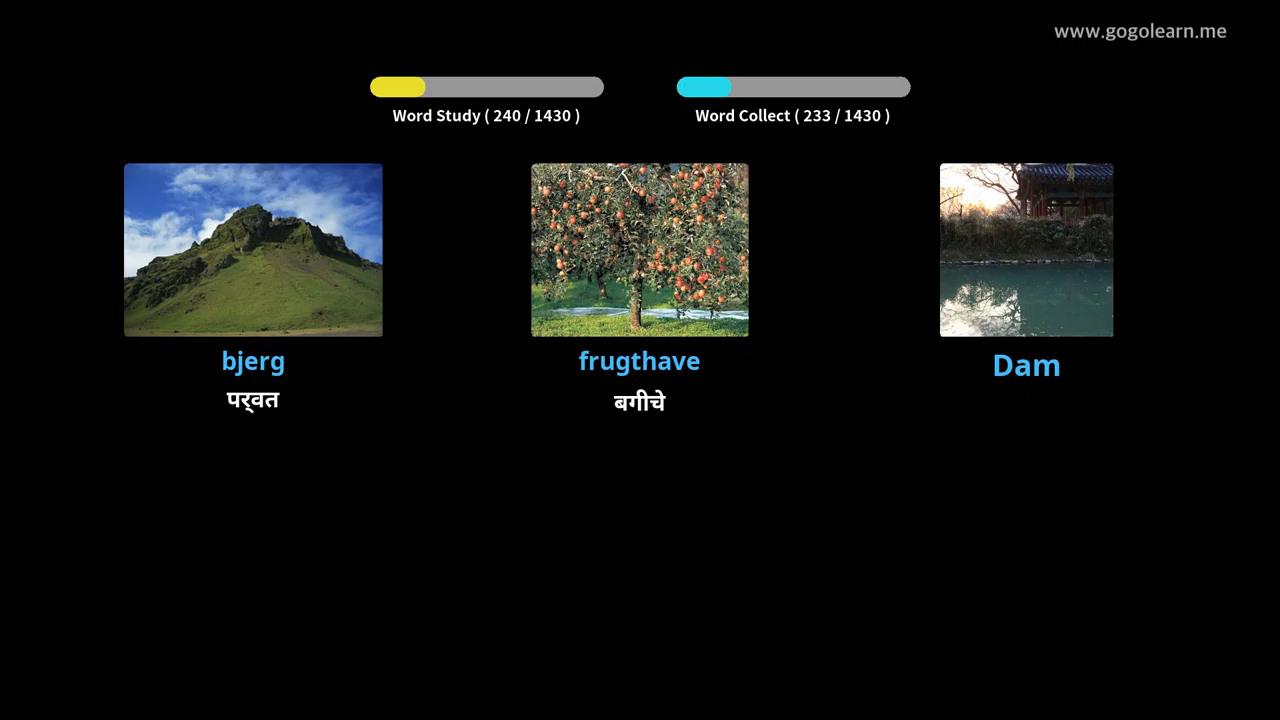 www.gogolearn.me
Word Study ( 240 / 1430 )
Word Collect ( 233 / 1430 )
bjerg
frugthave
Dam
पर्‍वत
बगीचे